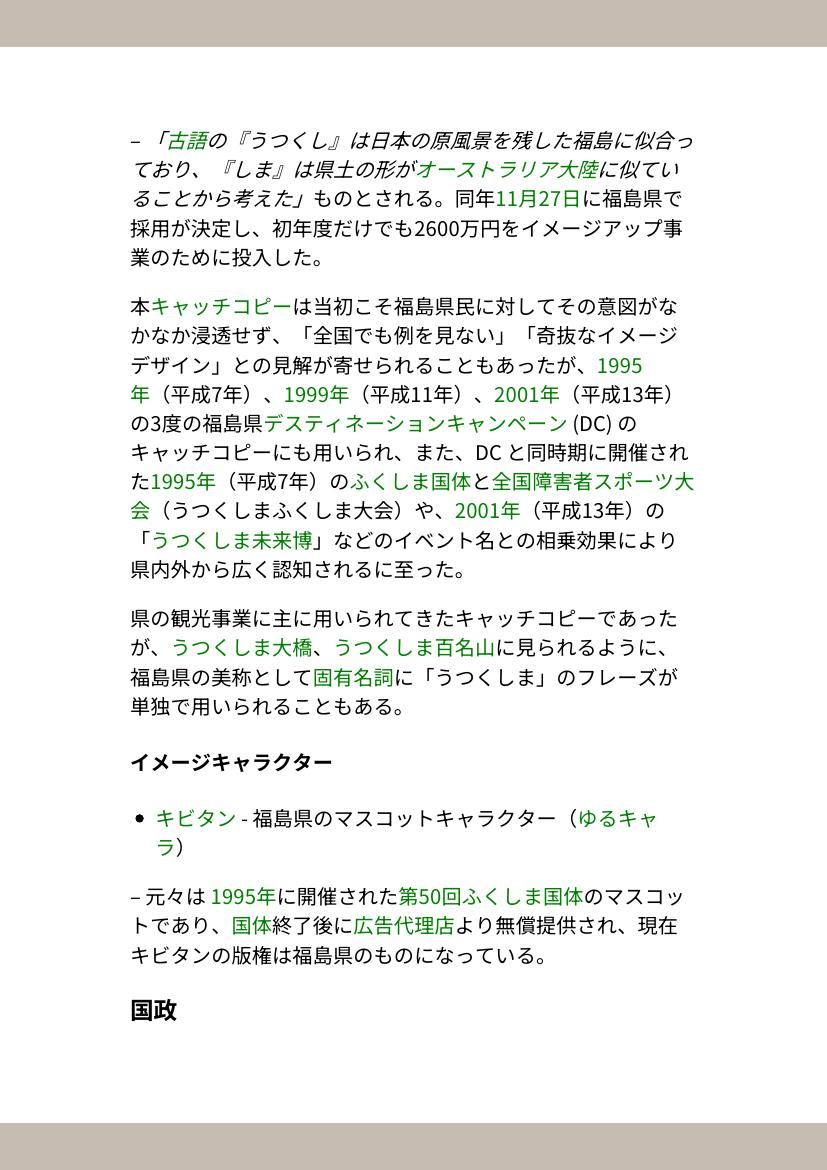 – 「古語の『うつくし』は日本の原風景を残した福島に似合っ
ており、『しま』は県土の形がオーストラリア大陸に似てい
ることから考えた」ものとされる。同年11月27日に福島県で
採用が決定し、初年度だけでも2600万円をイメージアップ事
業のために投入した。
本キャッチコピーは当初こそ福島県民に対してその意図がな
かなか浸透せず、「全国でも例を見ない」「奇抜なイメージ
デザイン」との見解が寄せられることもあったが、1995
年（平成7年）、1999年（平成11年）、2001年（平成13年）
の3度の福島県デスティネーションキャンペーン (DC) の
キャッチコピーにも用いられ、また、DC と同時期に開催され
た1995年（平成7年）のふくしま国体と全国障害者スポーツ大
会（うつくしまふくしま大会）や、2001年（平成13年）の
「うつくしま未来博」などのイベント名との相乗効果により
県内外から広く認知されるに至った。
県の観光事業に主に用いられてきたキャッチコピーであった
が、うつくしま大橋、うつくしま百名山に見られるように、
福島県の美称として固有名詞に「うつくしま」のフレーズが
単独で用いられることもある。
イメージキャラクター
• キビタン - 福島県のマスコットキャラクター（ゆるキャ
ラ）
– 元々は 1995年に開催された第50回ふくしま国体のマスコッ
トであり、国体終了後に広告代理店より無償提供され、現在
キビタンの版権は福島県のものになっている。
国政